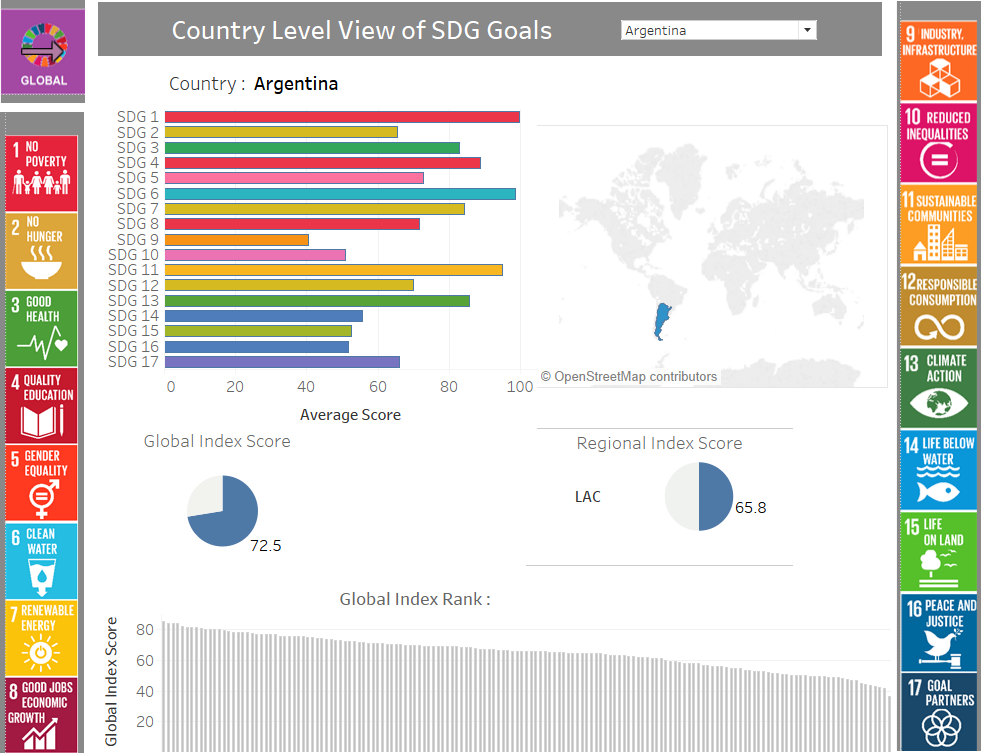 GLOBAL
1 NO
POVERTY
2 NO
HUNGER
3 GOOD
HEALTH
4 QUALITY
EDUCATION
5 GENDER
EQUALITY
6 CLEAN
WATER
7 RENEWABLE
ENERGY
8 GOOD JOBS
ECONOMIC
GROWTH
Country Level View of SDG Goals
Argentina
Country : Argentina
SDG 1
SDG 2
SDG 3
SDG 4
SDG 5
SDG 6
SDG 7
SDG 8
SDG 9
SDG 10
SDG 11
SDG 12
SDG 13
SDG 14
SDG 15
SDG 16
SDG 17
0 20 40 60 80 100
Average Score
© OpenStreetMap contributors
Global Index Score
72.5
Regional Index Score
LAC
65.8
Global Index Rank :
Global Index Score
80
60
40
20
9 INDUSTRY,
INFRASTRUCTURE
10 REDUCED
INEQUALITIES
11 SUSTAINABLE
COMMUNITIES
12 RESPONSIBLE
CONSUMPTION
13 CLIMATE
ACTION
14 LIFE BELOW
WATER
15 LIFE
ON LAND
16 PEACE AND
JUSTICE
17 GOAL
PARTNERS